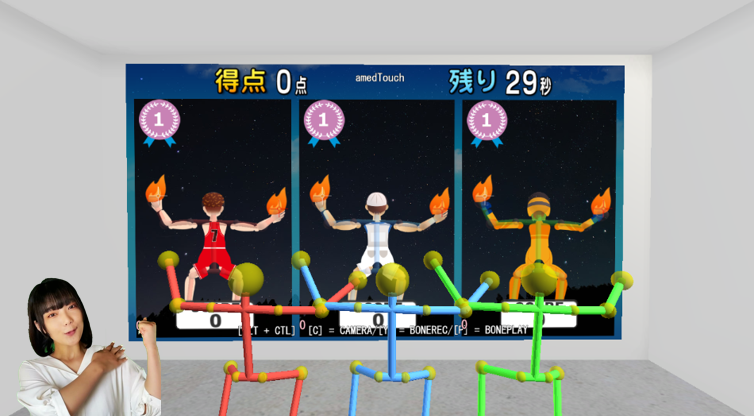 得点 0点
amedTouch
残り 29秒
1
1
1
7
0
0
[C] = CAMERA/[Y] = BONEREC/[P] = BONEPLAY